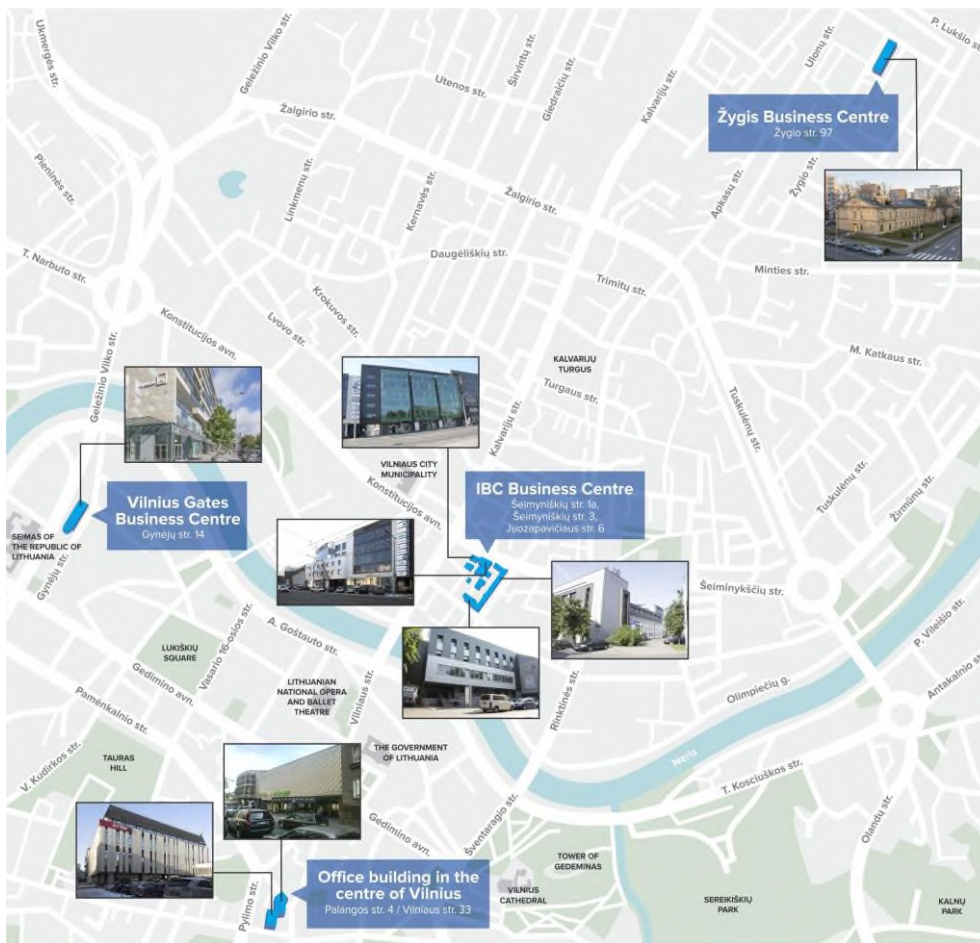 Ukmergės str.
Geležinio Vilko str.
Utenos str.
Širvintų str.
Giedraičių str.
Kalvarijų str.
Ulonų str.
P. Lukšio str.
Žygis Business Centre
Žygio str. 97
Žalgirio str.
Pieninės str.
Linkmenų str.
Kernavės str.
Žalgirio str.
Apkasų str.
Žygio str.
T. Narbuto str.
Daugėliškių str.
Trimitų str.
Minties str.
Konstitucijos avn.
Lvovo str.
Krokuvos str.
Geležinio Vilko str.
M. Katkaus str.
KALVARIJŲ
TURGUS
Turgaus str.
Kalvarijų str.
Tuskulėnų str.
VILNIAUS CITY
MUNICIPALITY
Konstitucijos avn.
Tuskulėnų str.
Žirmūnų str.
Vilnius Gates
Business Centre
Gynėjų str. 14
IBC Business Centre
Šeimyniškių str. 1a,
Šeimyniškių str. 3,
Juozapavičiaus str. 6
SEIMAS OF
THE REPUBLIC OF
LITHUANIA
Gynėjų str.
Šeiminykščių str.
A. Goštauto str.
Vasario 16-osios str.
LUKIŠKIŲ
SQUARE
Gedimino avn.
Pamėnkalnio str.
LITHUANIAN
NATIONAL OPERA
AND BALLET
THEATRE
Vilniaus str.
Rinktinės str.
Olimpiečių g.
P. Vileišio str.
Antakalnio str.
Neris
THE GOVERNMENT
OF LITHUANIA
TAURAS
HILL
V. Kudirkos str.
T. Kosciuškos str.
Olandų str.
Gedimino avn.
Šventaragio str.
TOWER OF
GEDEMINAS
Office building in the
centre of Vilnius
Palangos str. 4 / Vilniaus str. 33
VILNIUS
CATHEDRAL
Pylimo str.
SEREIKIŠKIŲ
PARK
KALNŲ
PARK